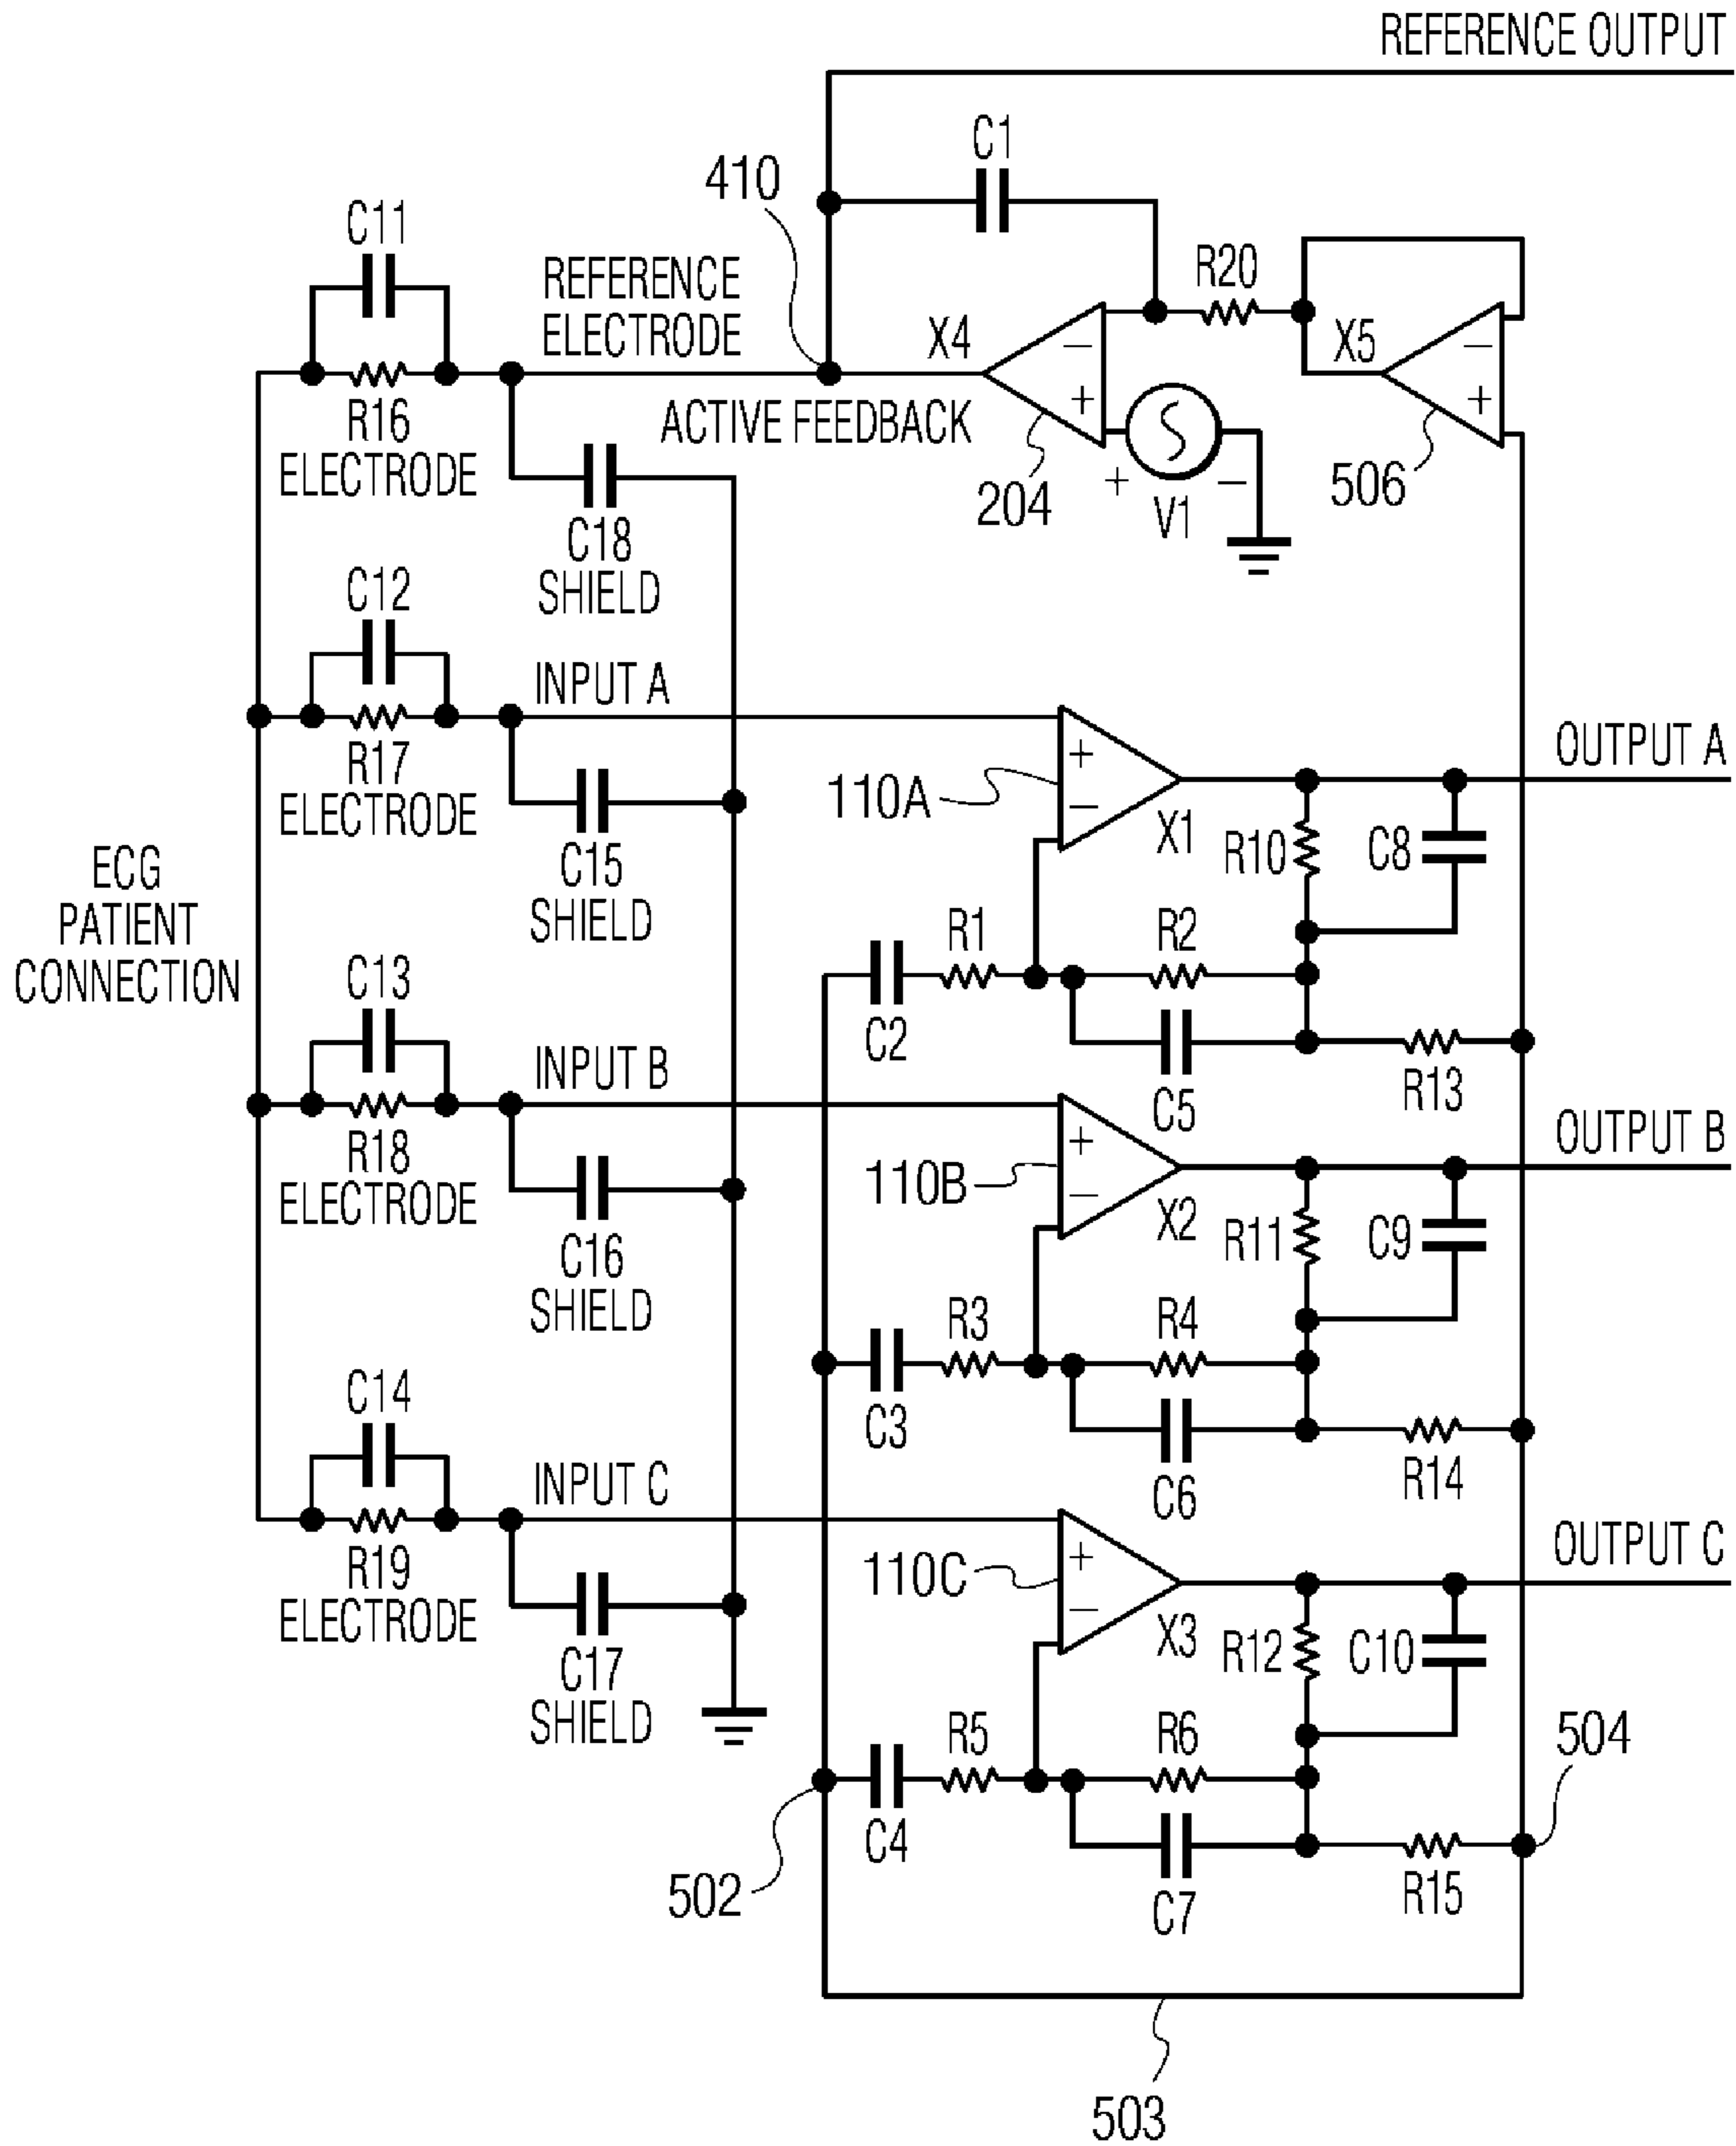 REFERENCE OUTPUT
C1
410
C11
R20
REFERENCE
ELECTRODE
X4
X5
−
−
+
+
R16
ELECTRODE
ACTIVE FEEDBACK
204
+
−
V1
506
C18
SHIELD
C12
INPUT A
R17
ELECTRODE
OUTPUT A
+
−
110A
X1
R10
C8
C15
SHIELD
ECG
PATIENT
CONNECTION
R1
R2
C2
C5
R13
C13
INPUT B
R18
ELECTRODE
OUTPUT B
+
−
110B
X2
R11
C9
C16
SHIELD
R3
R4
C3
C6
R14
C14
INPUT C
R19
ELECTRODE
OUTPUT C
+
−
110C
X3
R12
C10
C17
SHIELD
R5
R6
504
C4
C7
R15
502
503